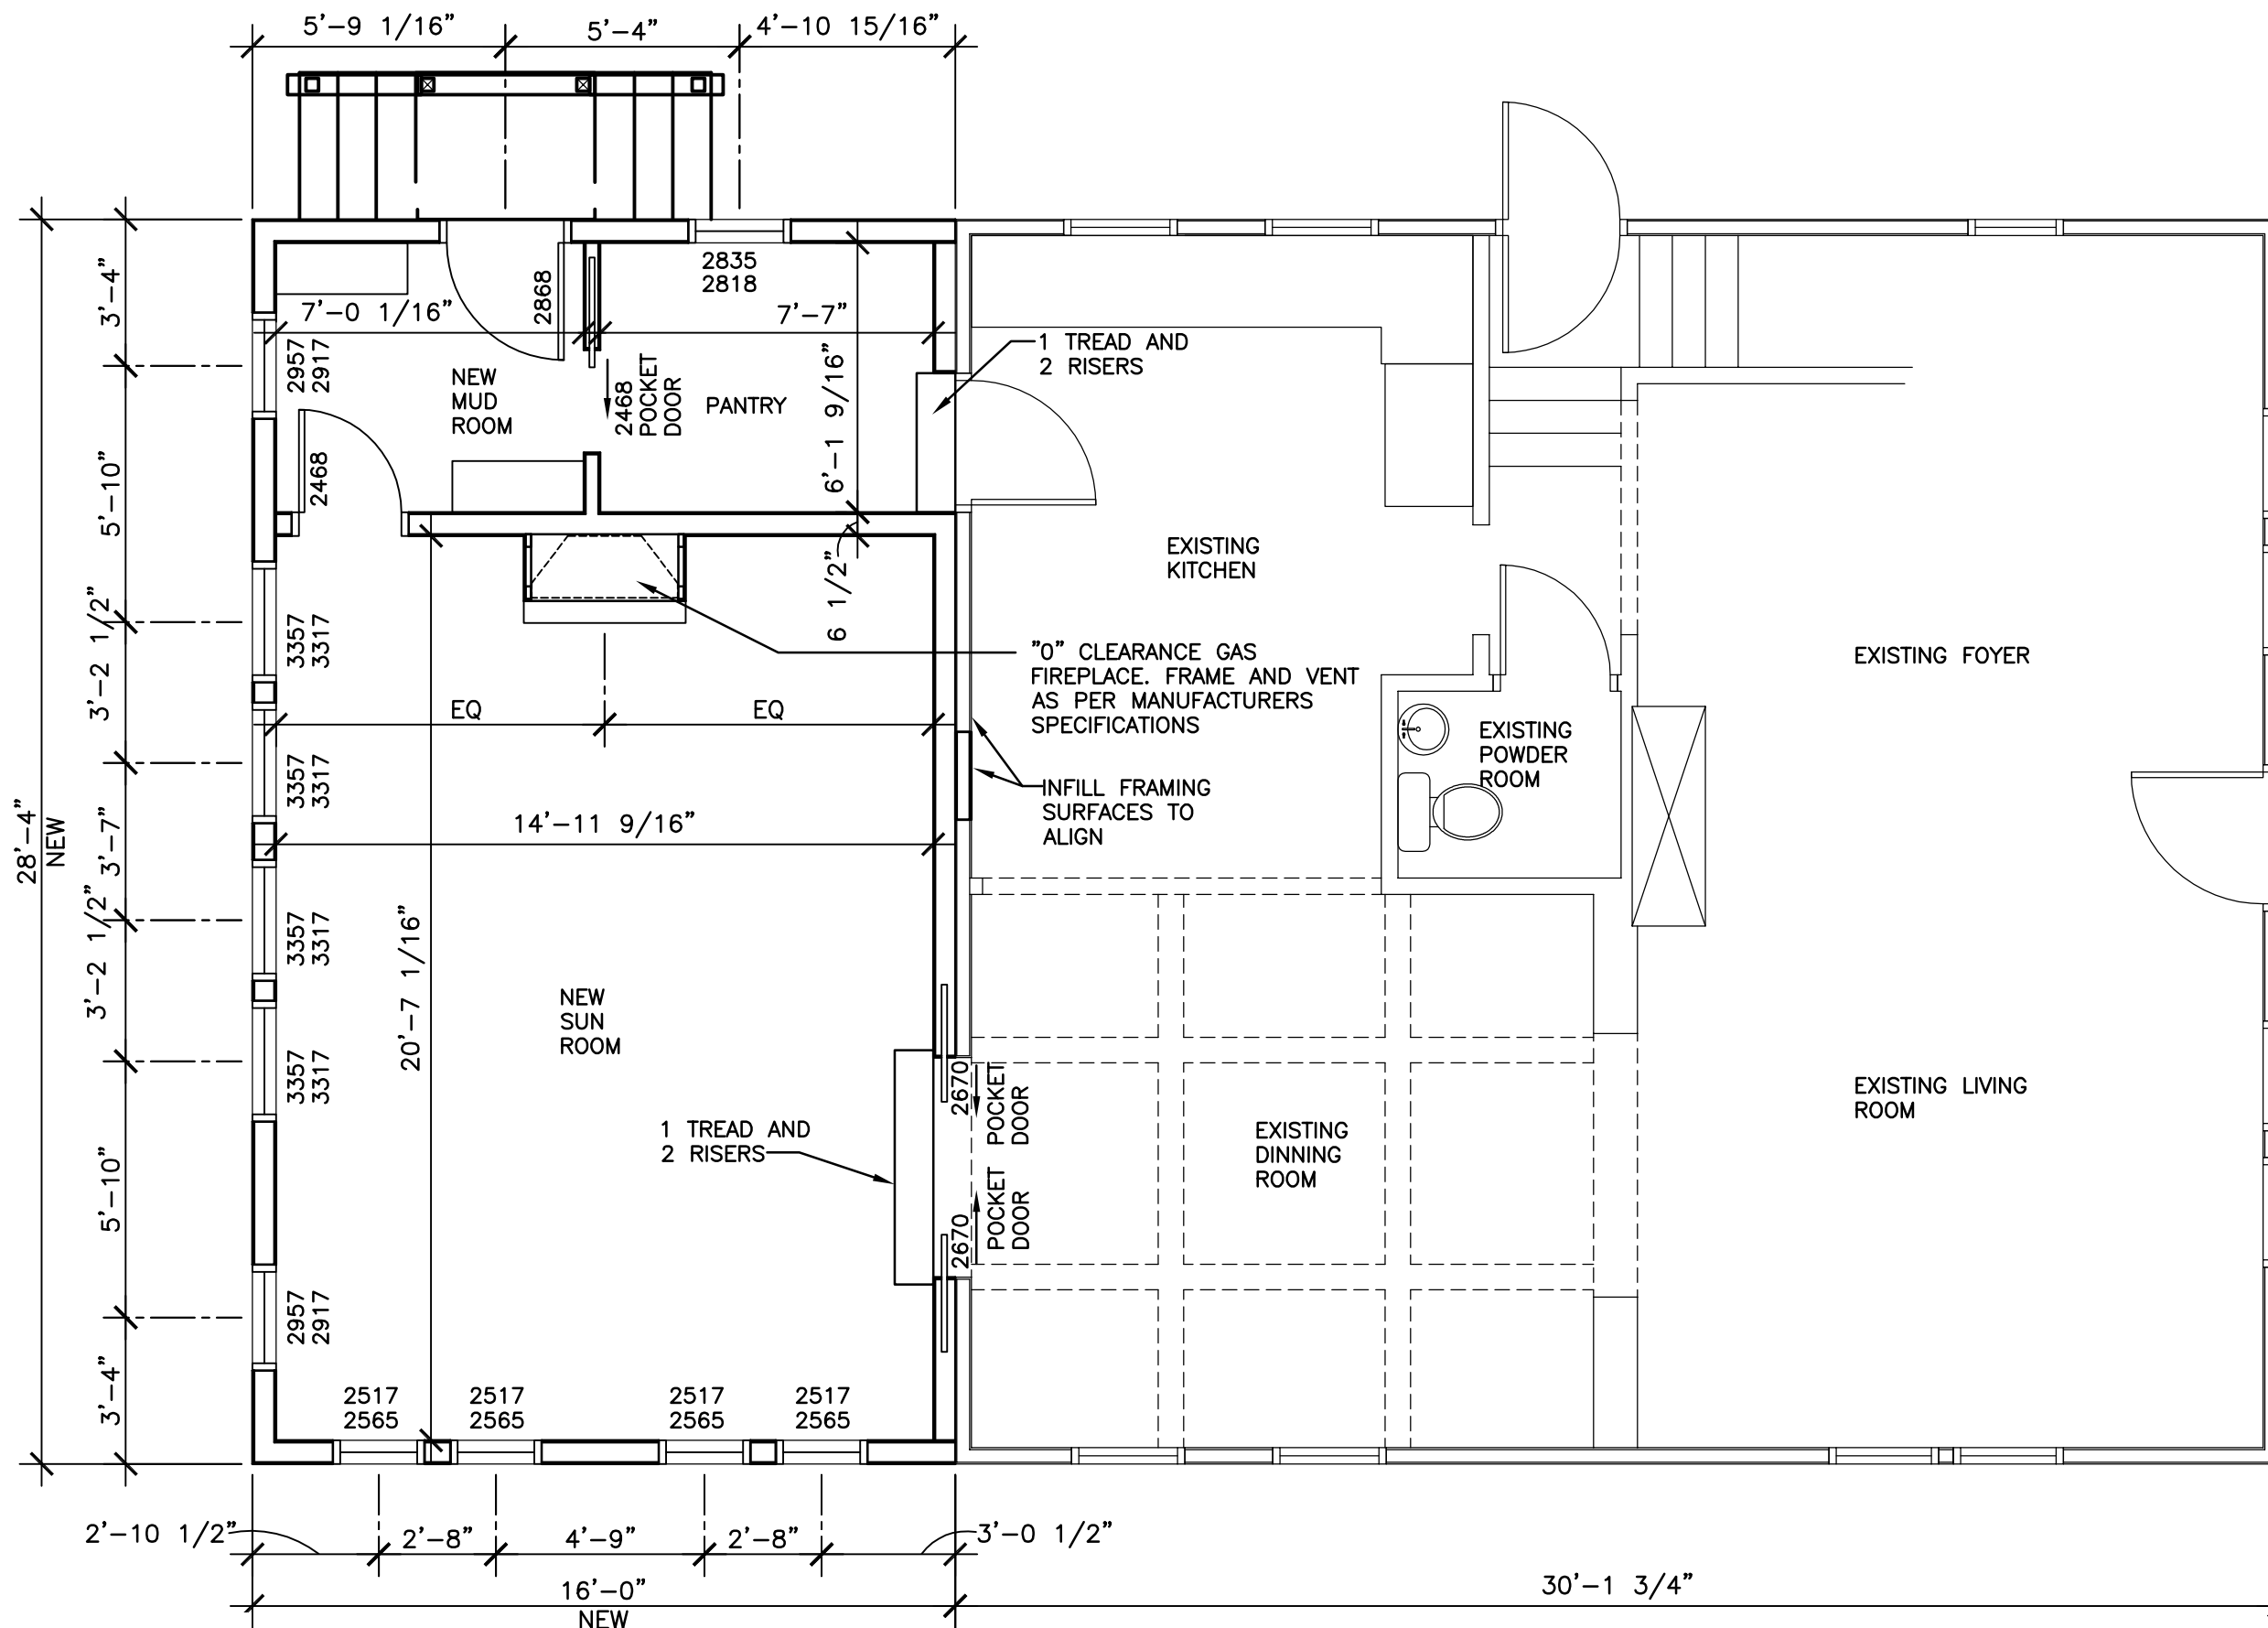 5'-9 1/16"
5'-4"
4'-10 15/16"
3'-4"
5'-10"
3'-2 1/2"
3'-7"
3'-2 1/2"
5'-10"
3'-4"
28'-4"
NEW
2868
2835
2818
7'-0 1/16"
7'-7"
2957
2917
NEW
MUD
ROOM
2468
POCKET
DOOR
PANTRY
6'-1 9/16"
1 TREAD AND
2 RISERS
2468
6 1/2"
EXISTING
KITCHEN
3357
3317
"0" CLEARANCE GAS
FIREPLACE. FRAME AND VENT
AS PER MANUFACTURERS
SPECIFICATIONS
EXISTING FOYER
EQ
EQ
EXISTING
POWDER
ROOM
3357
3317
INFILL FRAMING
SURFACES TO
ALIGN
14'-11 9/16"
3357
3317
20'-7 1/16"
NEW
SUN
ROOM
3357
3317
2670
POCKET
DOOR
EXISTING LIVING
ROOM
1 TREAD AND
2 RISERS
EXISTING
DINNING
ROOM
2670
POCKET
DOOR
2957
2917
2517
2565
2517
2565
2517
2565
2517
2565
2'-10 1/2"
2'-8"
4'-9"
2'-8"
3'-0 1/2"
16'-0"
NEW
30'-1 3/4"